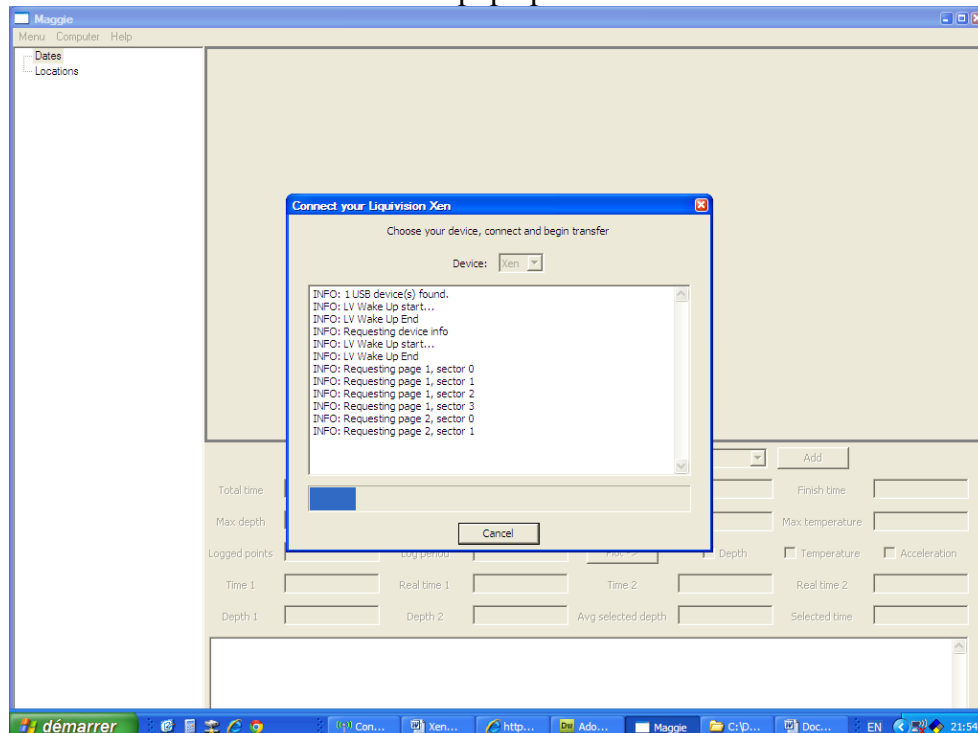 Maggie
Menu Computer Help
Dates
Locations
Connect your Liquivision Xen
Choose your device, connect and begin transfer
Device: Xen
INFO: 1 USB device(s) found.
INFO: LV Wake Up start...
INFO: LV Wake Up End
INFO: Requesting device info
INFO: LV Wake Up start...
INFO: LV Wake Up End
INFO: Requesting page 1, sector 0
INFO: Requesting page 1, sector 1
INFO: Requesting page 1, sector 2
INFO: Requesting page 1, sector 3
INFO: Requesting page 2, sector 0
INFO: Requesting page 2, sector 1
Cancel
Add
Total time Finish time
Max depth Max temperature
Logged points Log period Depth Temperature Acceleration
Time 1 Real time 1 Time 2 Real time 2
Depth 1 Depth 2 Avg selected depth Selected time
démarrer Con... Xen... http... Ado... Maggie C:\D... Doc... EN 21:54